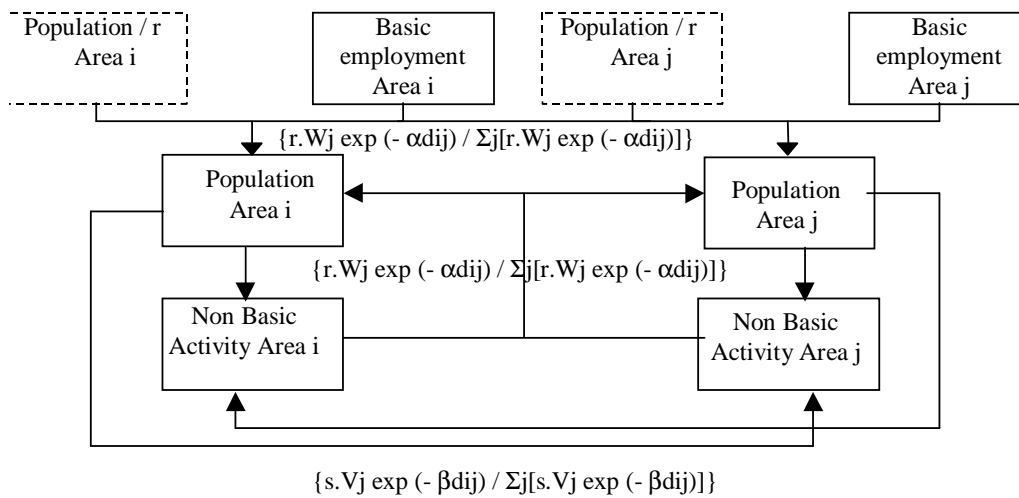 Population / r
Area i
Basic
employment
Area i
Population / r
Area j
Basic
employment
Area j
{r.Wj exp (- αdij) / Σj[r.Wj exp (- αdij)]}
Population
Area i
Population
Area j
{r.Wj exp (- αdij) / Σj[r.Wj exp (- αdij)]}
Non Basic
Activity Area i
Non Basic
Activity Area j
{s.Vj exp (- βdij) / Σj[s.Vj exp (- βdij)]}